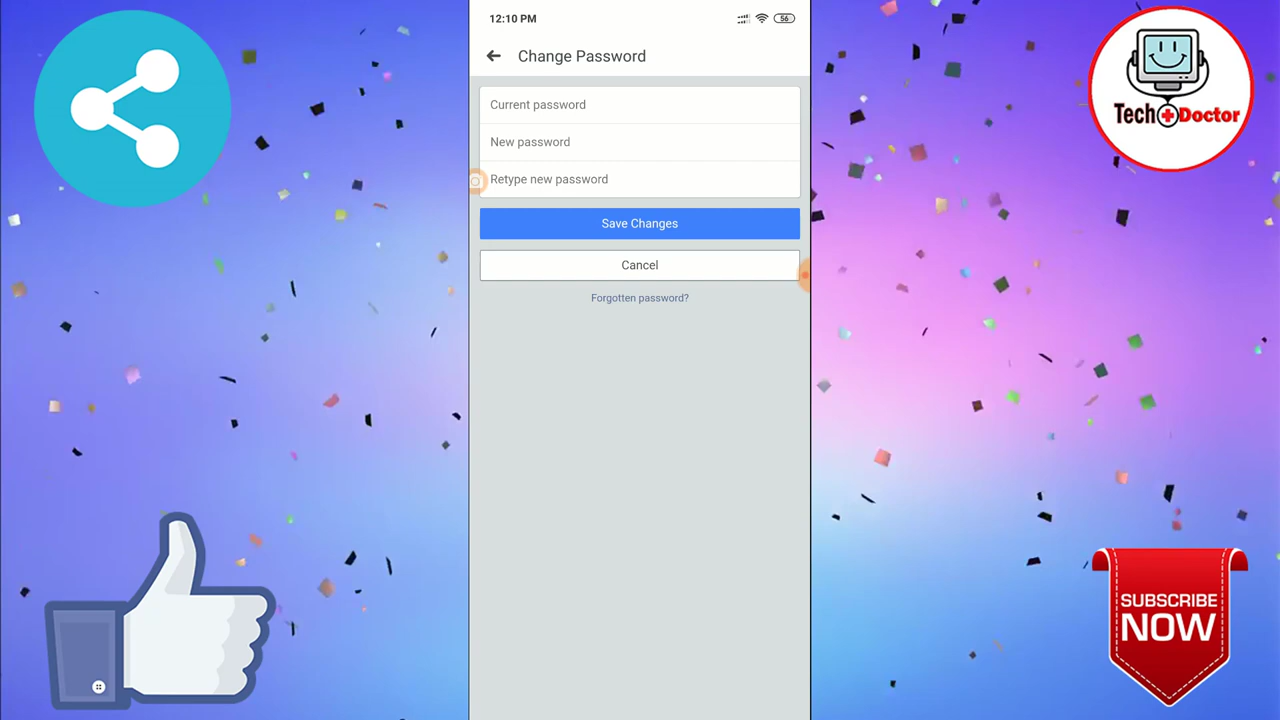 12:10 PM
56
Change Password
Current password
New password
Retype new password
Save Changes
Cancel
Forgotten password?
Tech Doctor
SUBSCRIBE
NOW